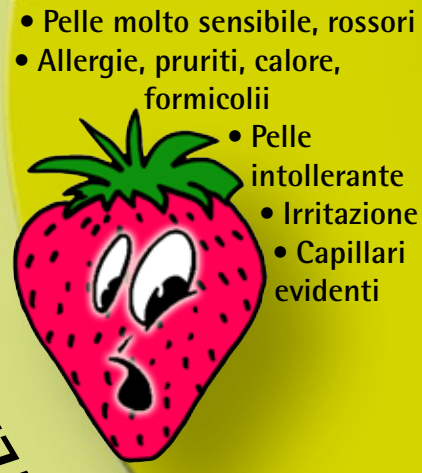 • Pelle molto sensibile, rossori
• Allergie, pruriti, calore,
formicolii
• Pelle
intollerante
• Irritazione
• Capillari
evidenti